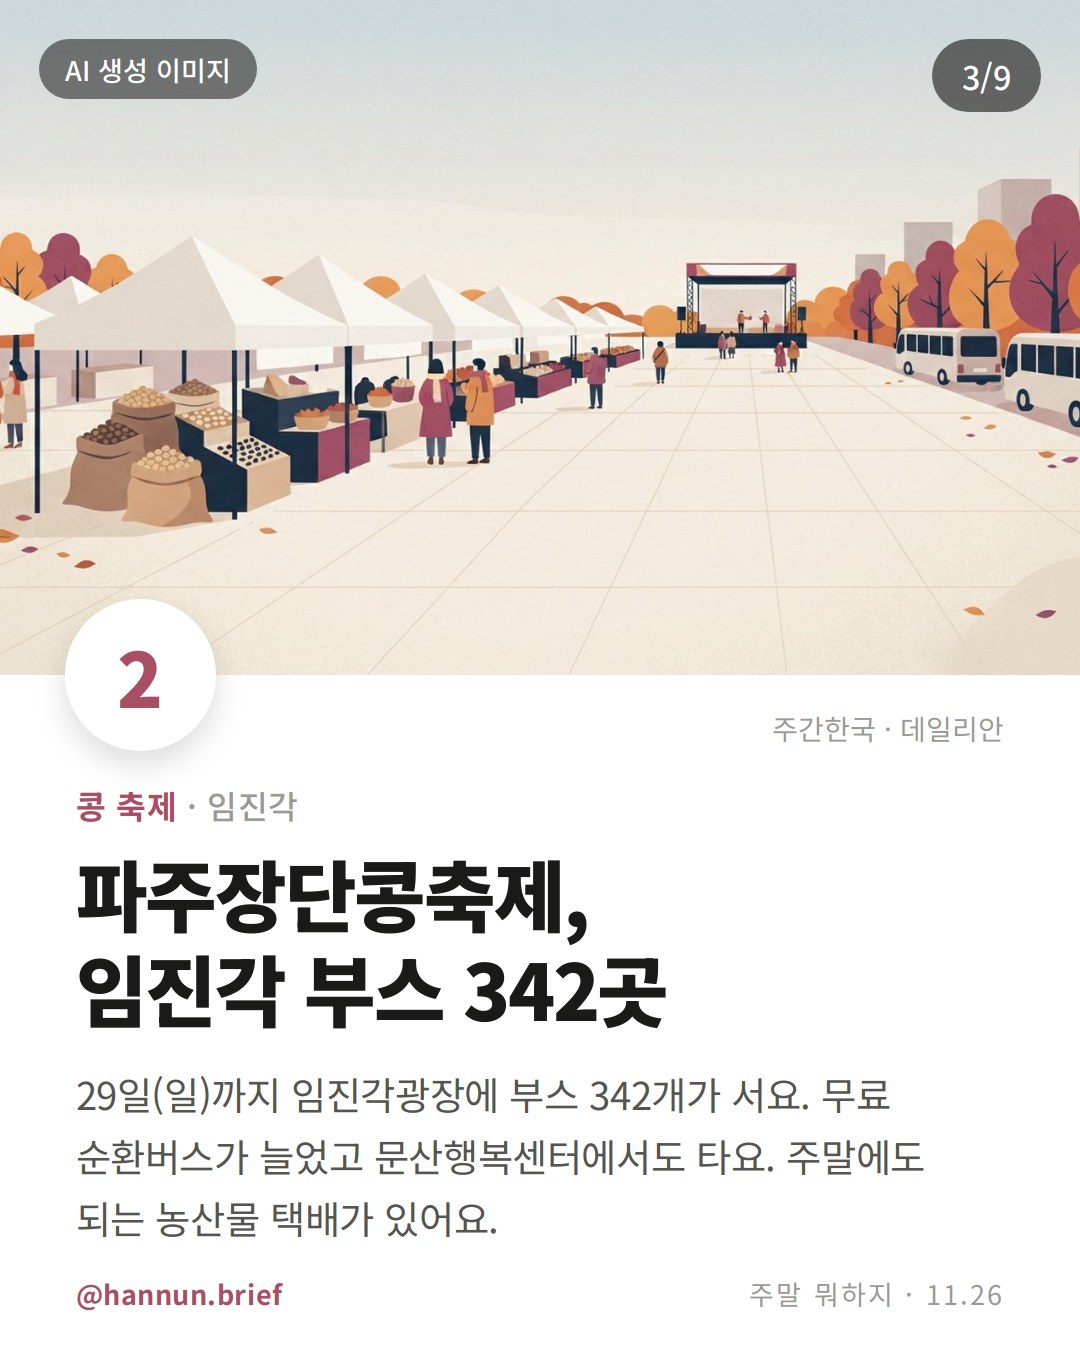 AI 생성 이미지
3/9
2
주간한국 · 데일리안
콩 축제 · 임진각
파주장단콩축제,
임진각 부스 342곳
29일(일)까지 임진각광장에 부스 342개가 서요. 무료
순환버스가 늘었고 문산행복센터에서도 타요. 주말에도
되는 농산물 택배가 있어요.
@hannun.brief
주말 뭐하지 · 11.26